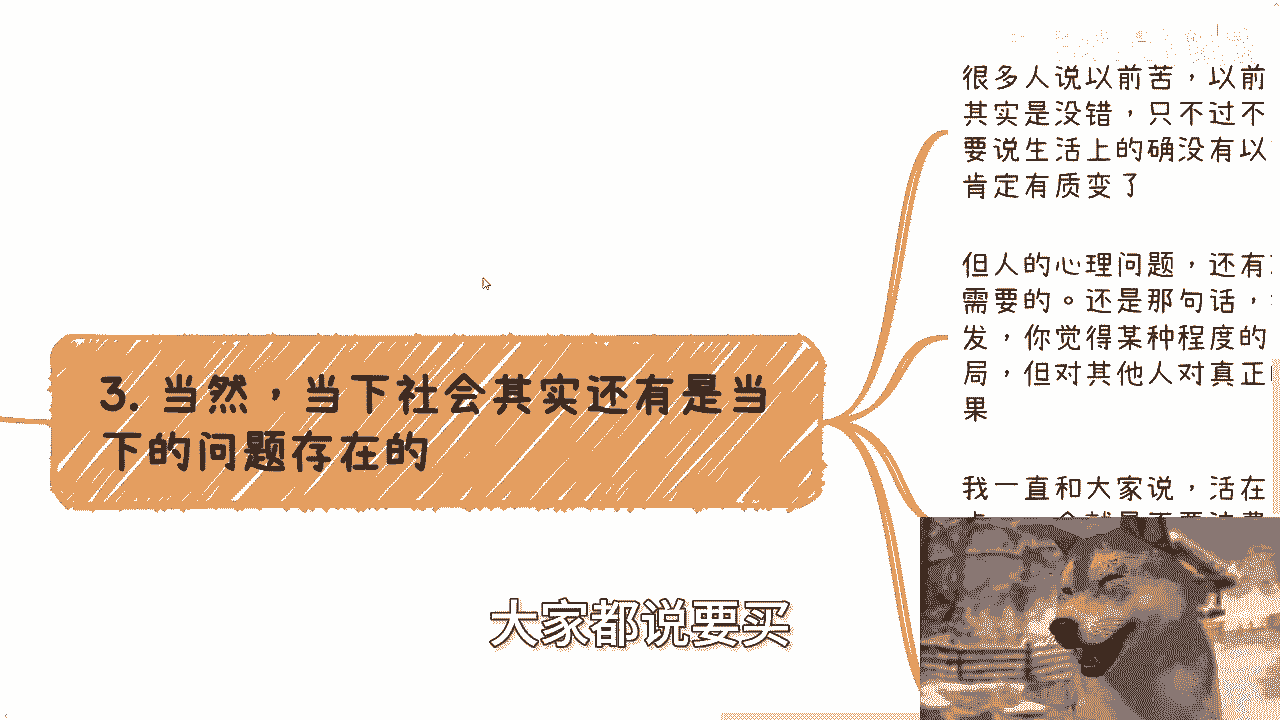 很多人说以前苦，以前
其实是没错，只不过不
要说生活上的确没有以
肯定有质变了
但人的心理问题，还有
需要的。还是那句话，
发，你觉得某种程度的
局，但对其他人对真正
果
3. 当然，当下社会其实还有是当
下的问题存在的
我一直和大家说，活在
大家都说要买